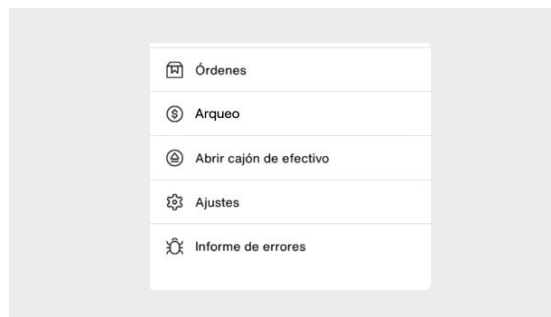 Órdenes
Arqueo
Abrir cajón de efectivo
Ajustes
Informe de errores